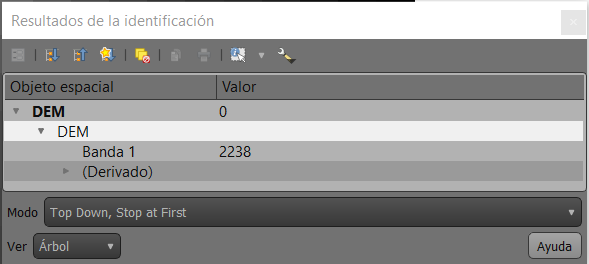 Resultados de la identificación
Objeto espacial Valor
DEM 0
DEM
Banda 1 2238
(Derivado)
Modo Top Down, Stop at First
Ver Árbol Ayuda